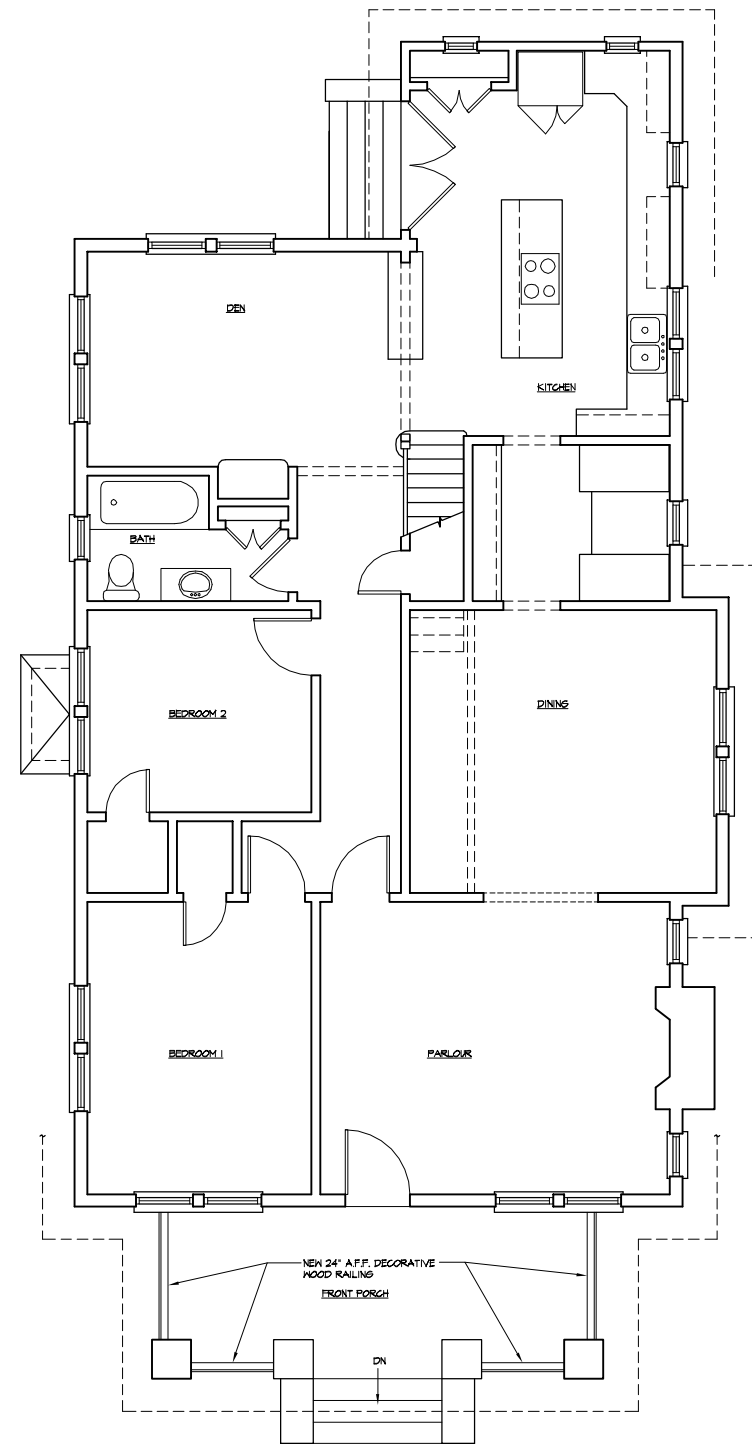 DEN
KITCHEN
BATH
BEDROOM 2
DINING
BEDROOM 1
PARLOUR
NEW 24" A.F.F. DECORATIVE
WOOD RAILING
FRONT PORCH
DN